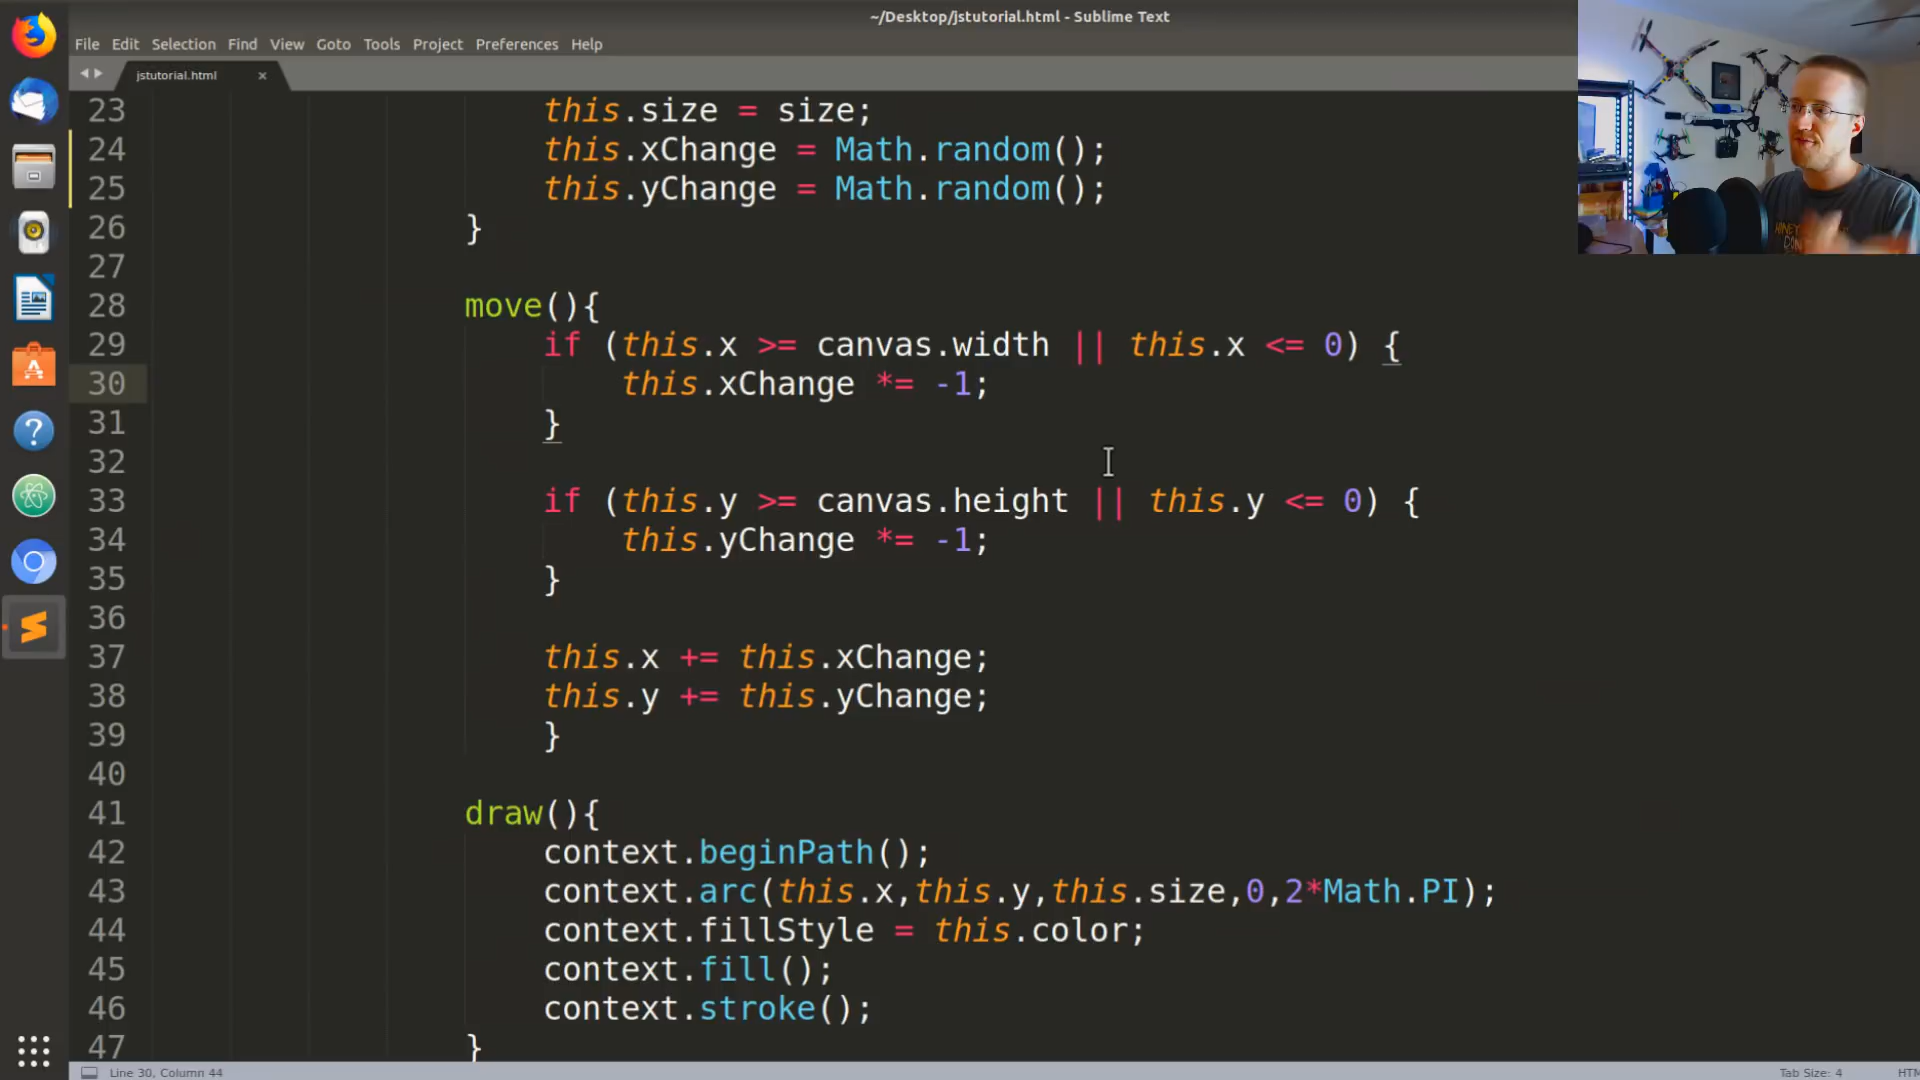 ~/Desktop/jstutorial.html - Sublime Text
File Edit Selection Find View Goto Tools Project Preferences Help
jstutorial.html ×
23 this.size = size;
24 this.xChange = Math.random();
25 this.yChange = Math.random();
26 }
27
28 move(){
29 if (this.x >= canvas.width || this.x <= 0) {
30 this.xChange *= -1;
31 }
32
33 if (this.y >= canvas.height || this.y <= 0) {
34 this.yChange *= -1;
35 }
36
37 this.x += this.xChange;
38 this.y += this.yChange;
39 }
40
41 draw(){
42 context.beginPath();
43 context.arc(this.x,this.y,this.size,0,2*Math.PI);
44 context.fillStyle = this.color;
45 context.fill();
46 context.stroke();
47 }
Line 30, Column 44
Tab Size: 4
HTM